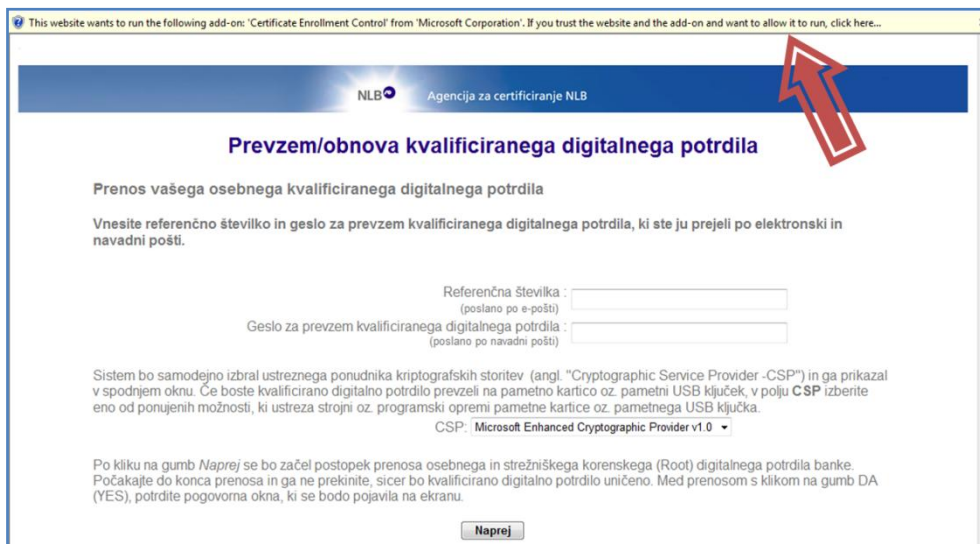 This website wants to run the following add-on: 'Certificate Enrollment Control' from 'Microsoft Corporation'. If you trust the website and the add-on and want to allow it to run, click here...
NLB Agencija za certificiranje NLB
Prevzem/obnova kvalificiranega digitalnega potrdila
Prenos vašega osebnega kvalificiranega digitalnega potrdila
Vnesite referenčno številko in geslo za prevzem kvalificiranega digitalnega potrdila, ki ste ju prejeli po elektronski in
navadni pošti.
Referenčna številka :
(poslano po e-pošti)
Geslo za prevzem kvalificiranega digitalnega potrdila :
(poslano po navadni pošti)
Sistem bo samodejno izbral ustreznega ponudnika kriptografskih storitev (angl. "Cryptographic Service Provider -CSP") in ga prikazal
v spodnjem oknu. Če boste kvalificirano digitalno potrdilo prevzeli na pametno kartico oz. pametni USB ključek, v polju CSP izberite
eno od ponujenih možnosti, ki ustreza strojni oz. programski opremi pametne kartice oz. pametnega USB ključka.
CSP: Microsoft Enhanced Cryptographic Provider v1.0
Po kliku na gumb Naprej se bo začel postopek prenosa osebnega in strežniškega korenskega (Root) digitalnega potrdila banke.
Počakajte do konca prenosa in ga ne prekinite, sicer bo kvalificirano digitalno potrdilo uničeno. Med prenosom s klikom na gumb DA
(YES), potrdite pogovorna okna, ki se bodo pojavila na ekranu.
Naprej